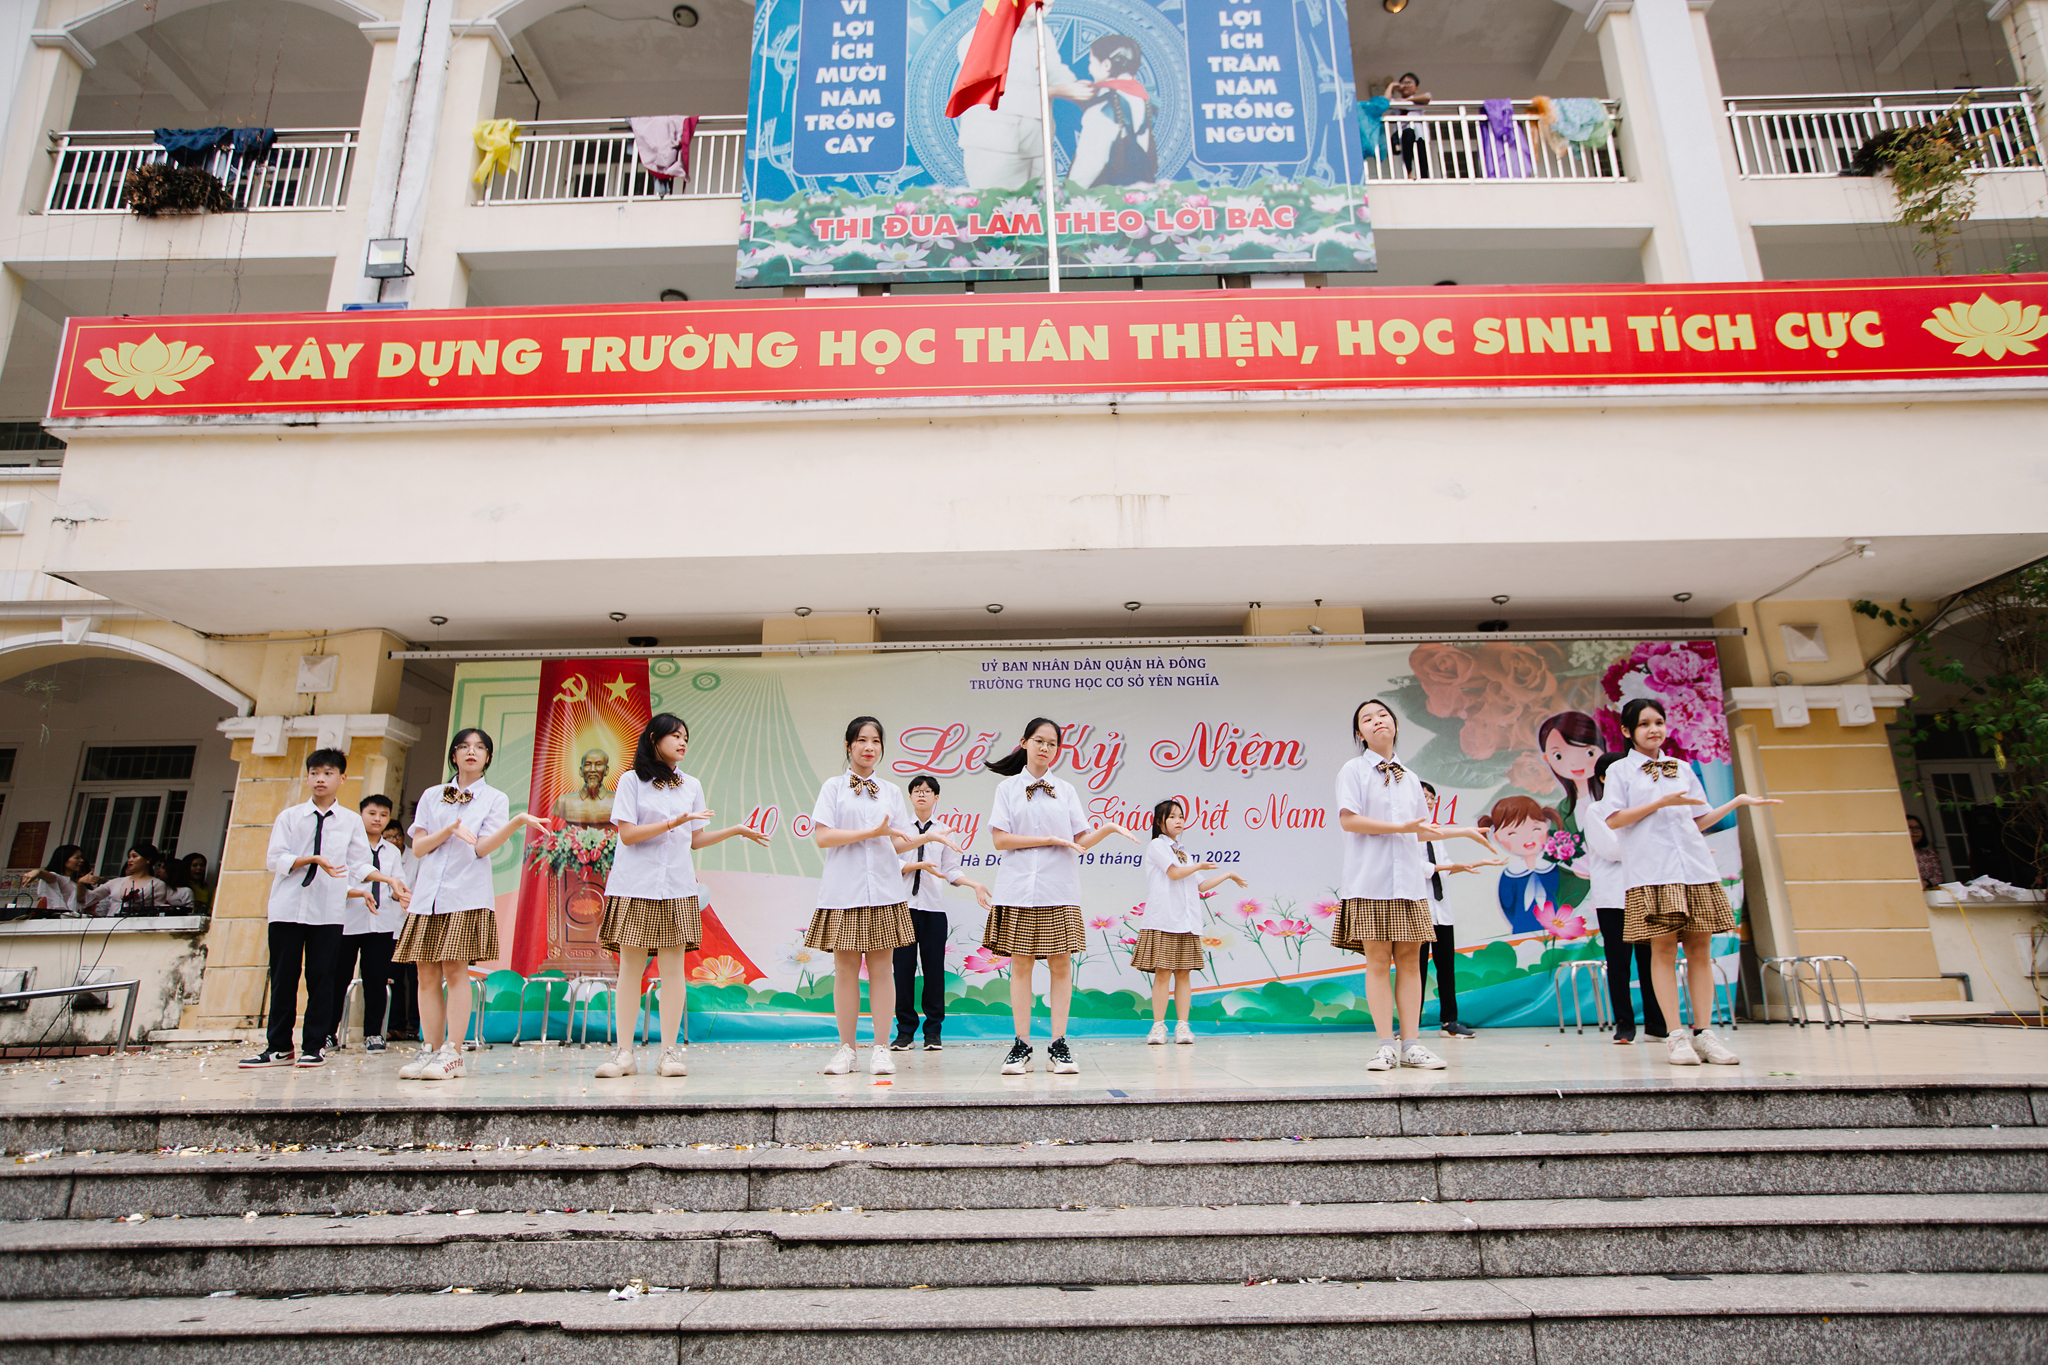 VÌ
LỢI
ÍCH
MƯỜI
NĂM
TRỒNG
CÂY
VÌ
LỢI
ÍCH
TRĂM
NĂM
TRỒNG
NGƯỜI
THI ĐUA LÀM THEO LỜI BÁC
XÂY DỰNG TRƯỜNG HỌC THÂN THIỆN, HỌC SINH TÍCH CỰC
UỶ BAN NHÂN DÂN QUẬN HÀ ĐÔNG
TRƯỜNG TRUNG HỌC CƠ SỞ YÊN NGHĨA
Lễ Kỷ Niệm
40 Giáo Việt Nam 11
Hà 19 tháng 2022